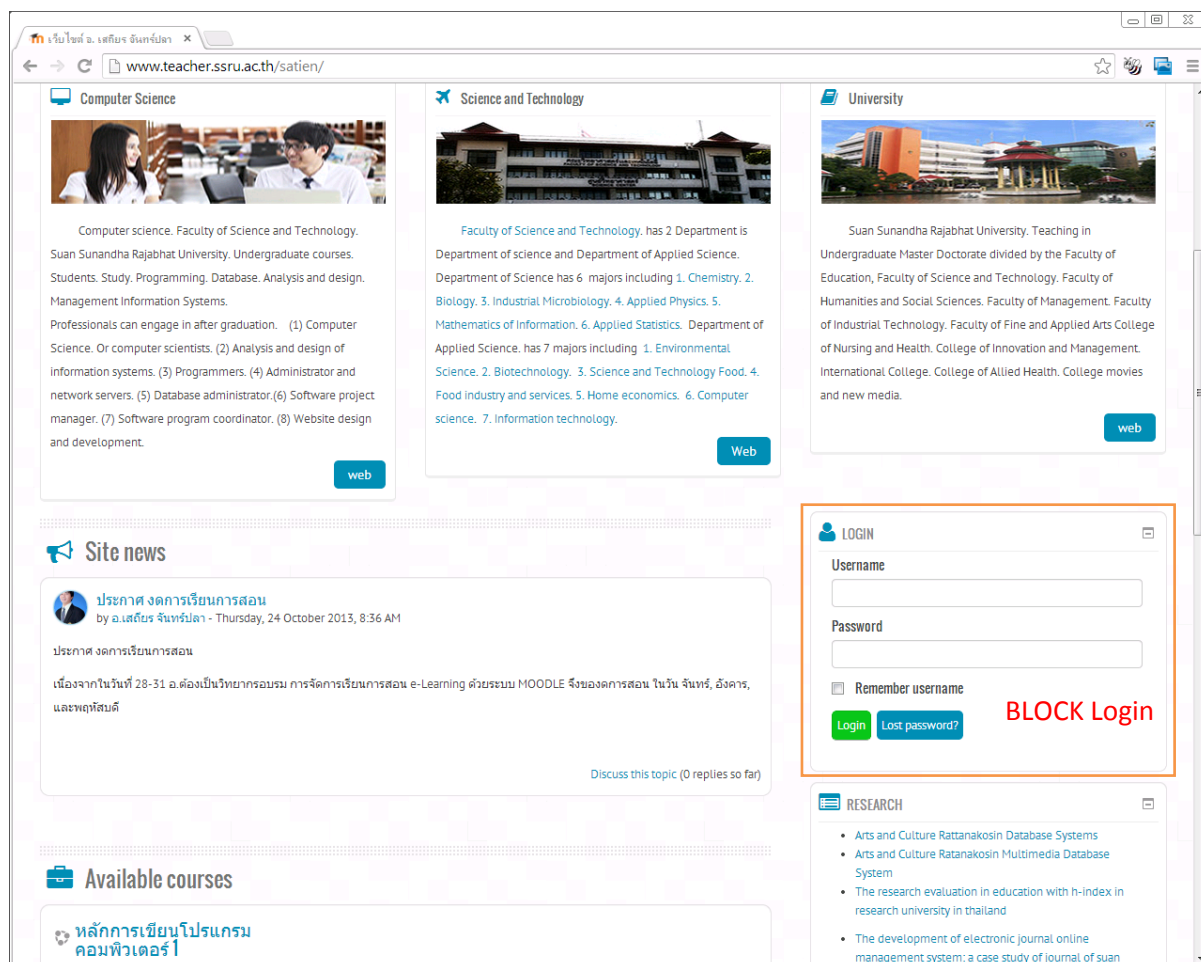 เว็บไซต์ อ. เสถียร จันทร์ปลา
www.teacher.ssru.ac.th/satien/
Computer Science
Computer science. Faculty of Science and Technology.
Suan Sunandha Rajabhat University. Undergraduate courses.
Students. Study. Programming. Database. Analysis and design.
Management Information Systems.
Professionals can engage in after graduation. (1) Computer
Science. Or computer scientists. (2) Analysis and design of
information systems. (3) Programmers. (4) Administrator and
network servers. (5) Database administrator.(6) Software project
manager. (7) Software program coordinator. (8) Website design
and development.
web
Science and Technology
Faculty of Science and Technology. has 2 Department is
Department of science and Department of Applied Science.
Department of Science has 6 majors including 1. Chemistry. 2.
Biology. 3. Industrial Microbiology. 4. Applied Physics. 5.
Mathematics of Information. 6. Applied Statistics. Department of
Applied Science. has 7 majors including 1. Environmental
Science. 2. Biotechnology. 3. Science and Technology Food. 4.
Food industry and services. 5. Home economics. 6. Computer
science. 7. Information technology.
Web
University
Suan Sunandha Rajabhat University. Teaching in
Undergraduate Master Doctorate divided by the Faculty of
Education, Faculty of Science and Technology. Faculty of
Humanities and Social Sciences. Faculty of Management. Faculty
of Industrial Technology. Faculty of Fine and Applied Arts College
of Nursing and Health. College of Innovation and Management.
International College. College of Allied Health. College movies
and new media.
web
Site news
ประกาศ งดการเรียนการสอน
by อ.เสถียร จันทร์ปลา - Thursday, 24 October 2013, 8:36 AM
ประกาศ งดการเรียนการสอน
เนื่องจากในวันที่ 28-31 อ.ต้องเป็นวิทยากรอบรม การจัดการเรียนการสอน e-Learning ด้วยระบบ MOODLE จึงของดการสอน ในวัน จันทร์, อังคาร,
และพฤหัสบดี
Discuss this topic (0 replies so far)
Available courses
หลักการเขียนโปรแกรม
คอมพิวเตอร์ 1
LOGIN
Username
Password
Remember username
Login
Lost password?
BLOCK Login
RESEARCH
Arts and Culture Rattanakosin Database Systems
Arts and Culture Ratanakosin Multimedia Database
System
The research evaluation in education with h-index in
research university in thailand
The development of electronic journal online
management system: a case study of journal of suan